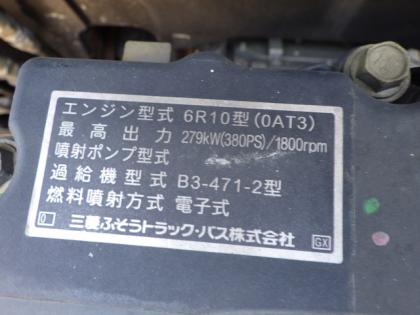 エンジン型式 6R10型(0AT3)
最高出力 279kW(380PS)/1800rpm
噴射ポンプ型式
過給機型式 B3-471-2型
燃料噴射方式 電子式
0 三菱ふそうトラック・バス株式会社 GX